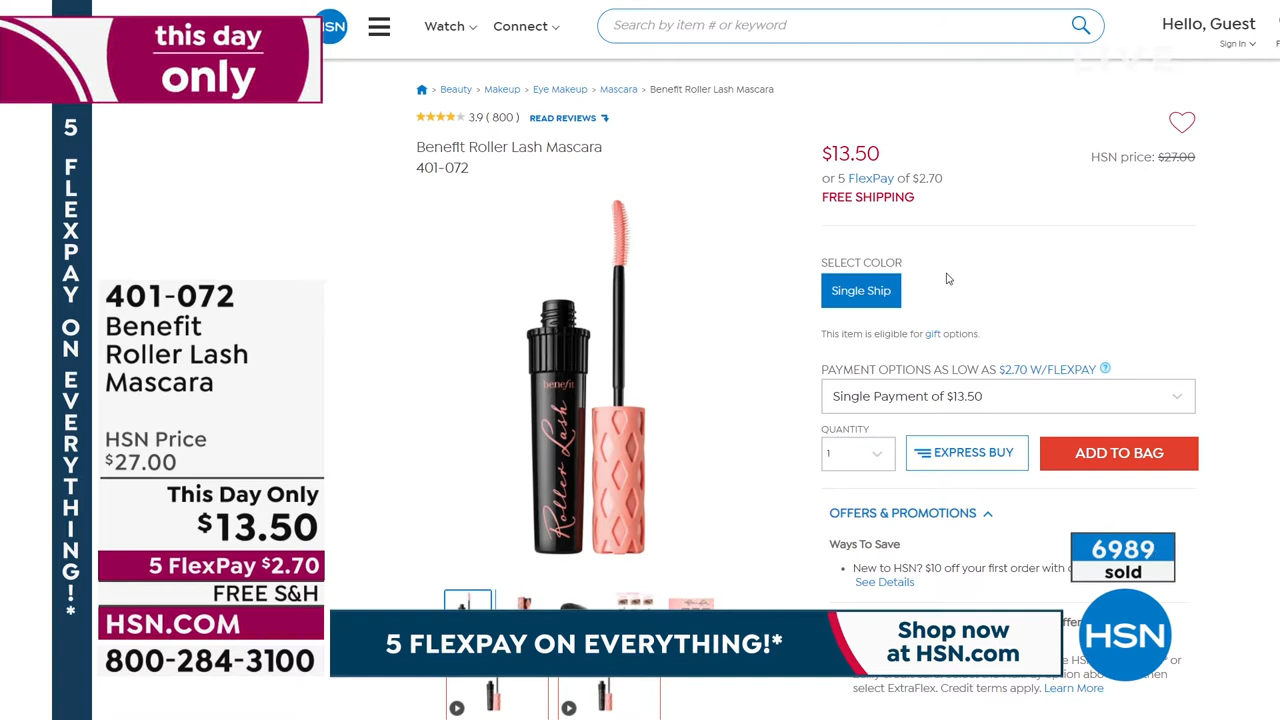 this day
only
5 FLEXPAY ON EVERYTHING!*
401-072
Benefit
Roller Lash
Mascara
HSN Price
$27.00
This Day Only
$13.50
5 FlexPay $2.70
FREE S&H
HSN.COM
800-284-3100
HSN
Watch
Connect
Search by item # or keyword
Hello, Guest
Sign In
LIVE
Beauty > Makeup > Eye Makeup > Mascara > Benefit Roller Lash Mascara
3.9 ( 800 ) READ REVIEWS
Benefit Roller Lash Mascara
401-072
benefit
Roller Lash
$13.50
HSN price: $27.00
or 5 FlexPay of $2.70
FREE SHIPPING
SELECT COLOR
Single Ship
This item is eligible for gift options.
PAYMENT OPTIONS AS LOW AS $2.70 W/FLEXPAY
Single Payment of $13.50
QUANTITY
1
EXPRESS BUY
ADD TO BAG
OFFERS & PROMOTIONS
Ways To Save
New to HSN? $10 off your first order with
See Details
6989
sold
5 FLEXPAY ON EVERYTHING!*
Shop now
at HSN.com
HSN
or
select ExtraFlex. Credit terms apply. Learn More